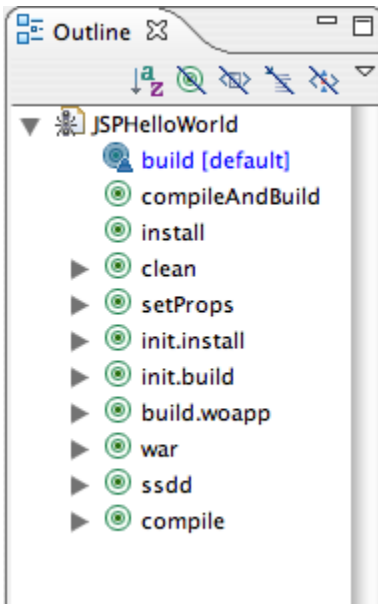 Outline
JSPHelloWorld
build [default]
compileAndBuild
install
clean
setProps
init.install
init.build
build.woapp
war
ssdd
compile